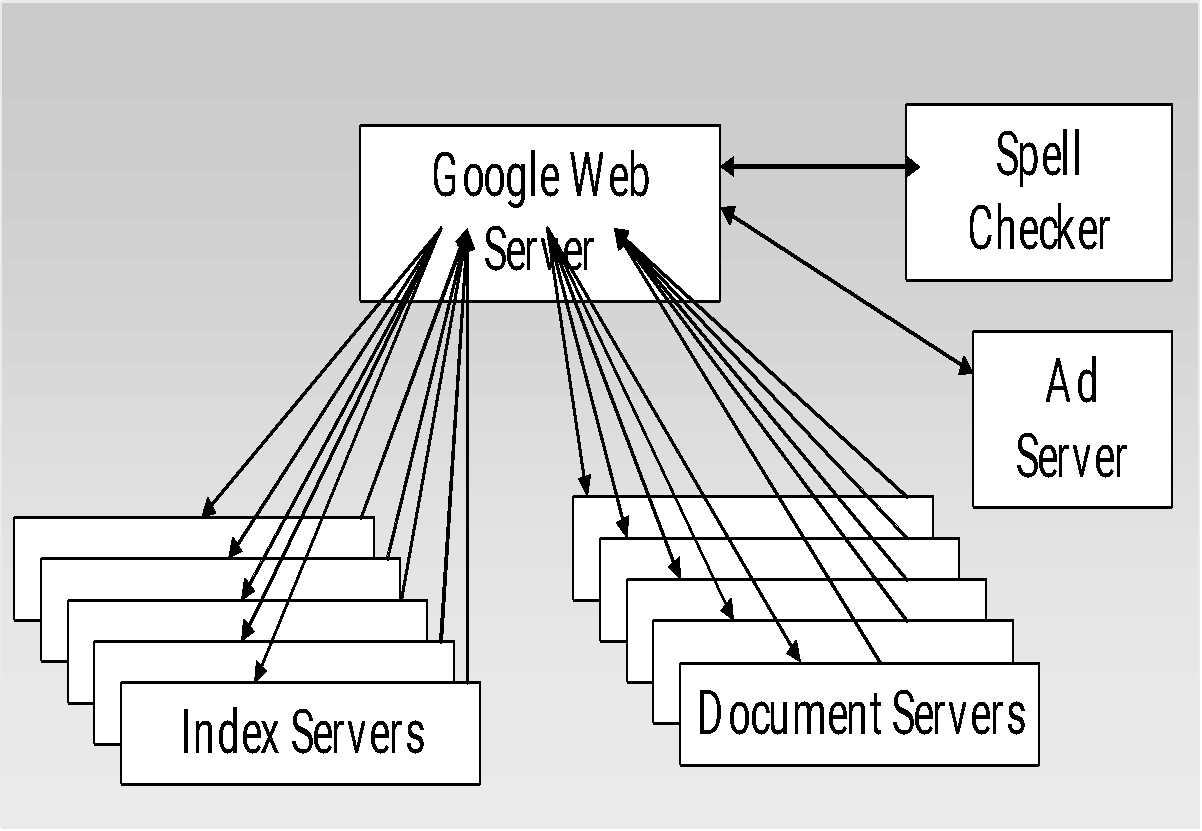 Google Web
Server
Spell
Checker
Ad
Server
Index Servers
Document Servers